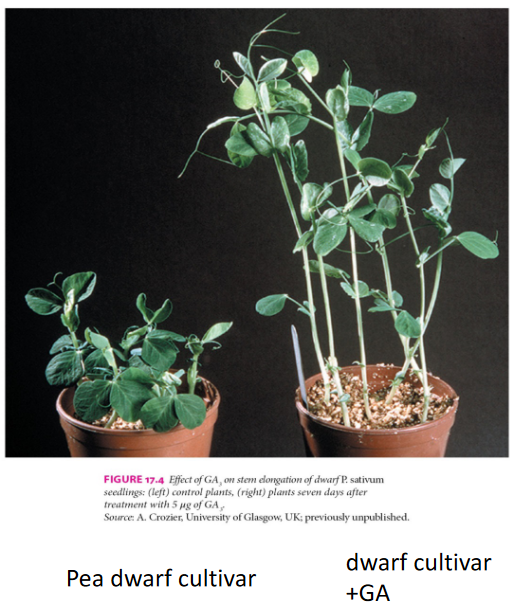 FIGURE 17.4 Effect of GA3 on stem elongation of dwarf P. sativum
seedlings: (left) control plants, (right) plants seven days after
treatment with 5 μg of GA3.
Source: A. Crozier, University of Glasgow, UK; previously unpublished.
Pea dwarf cultivar
dwarf cultivar
+GA